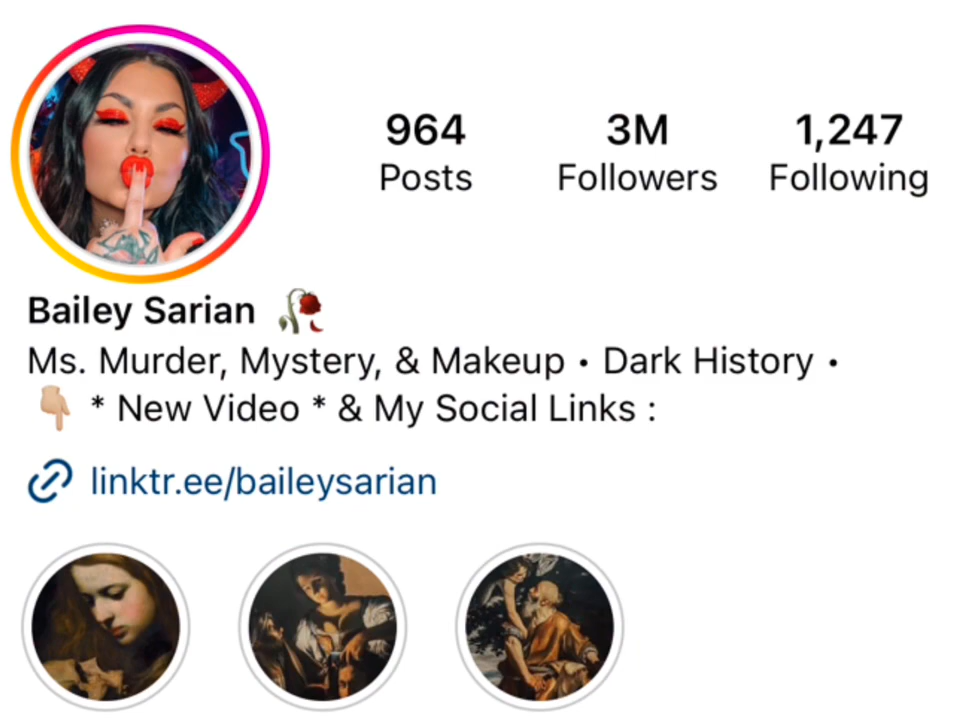 964 3M 1,247
Posts Followers Following
Bailey Sarian 🥀
Ms. Murder, Mystery, & Makeup • Dark History •
👇🏼 * New Video * & My Social Links :
linktr.ee/baileysarian